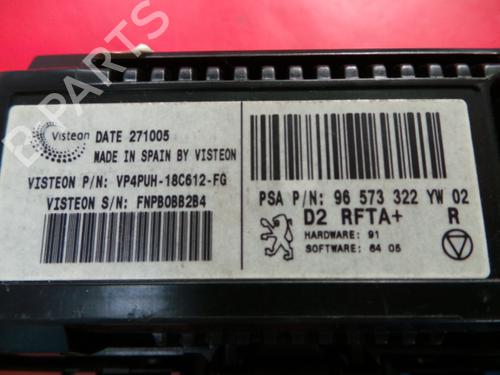 Visteon DATE 271005
MADE IN SPAIN BY VISTEON
VISTEON P/N: VP4PUH-18C612-FG
VISTEON S/N: FNPB0BB2B4
PSA P/N: 96 573 322 YW 02
D2 RFTA+ R
HARDWARE: 91
SOFTWARE: 64 05
B-PARTS